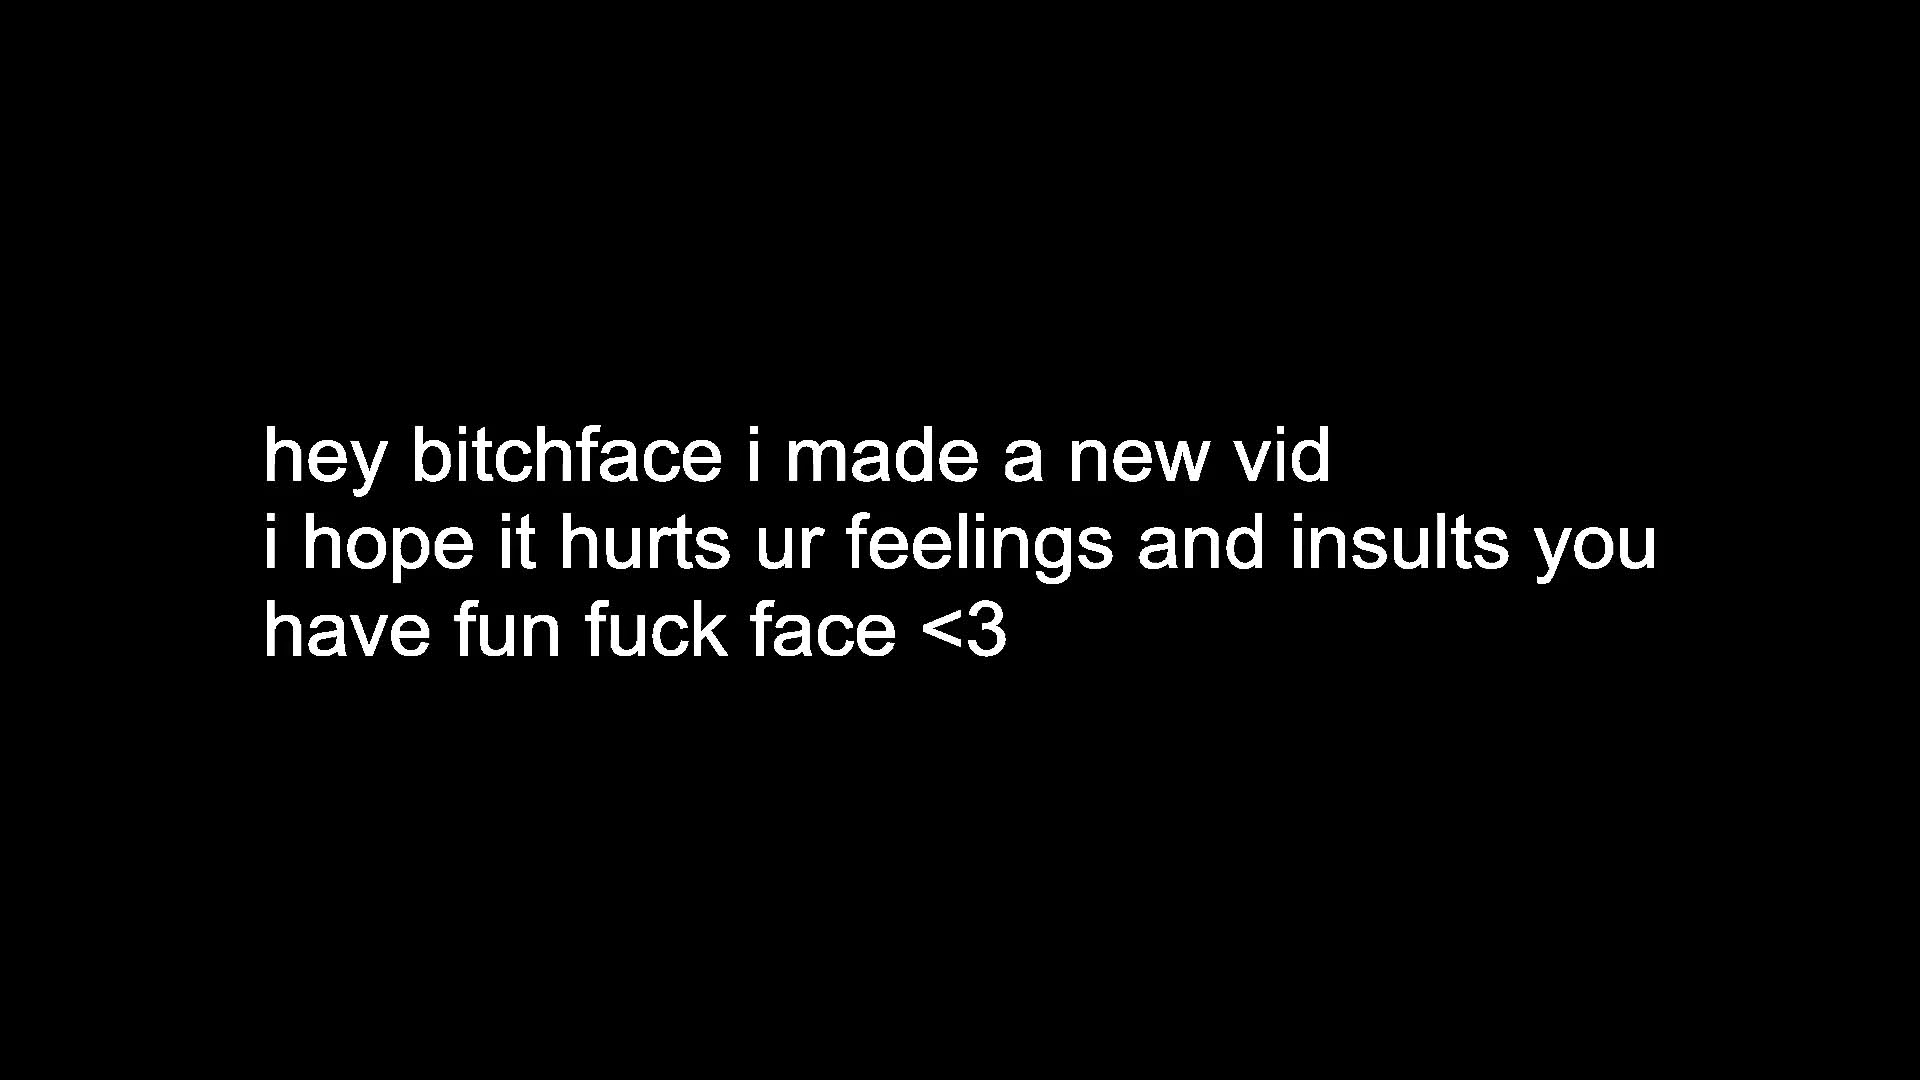 hey bitchface i made a new vid
i hope it hurts ur feelings and insults you
have fun fuck face <3